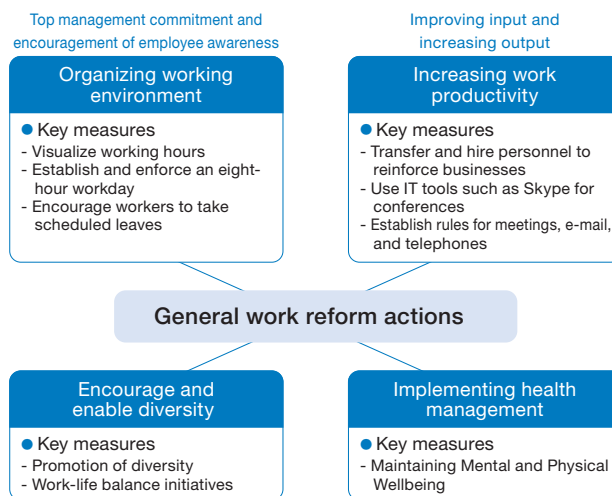 Top management commitment and
encouragement of employee awareness
Organizing working
environment
● Key measures
- Visualize working hours
- Establish and enforce an eight-
hour workday
- Encourage workers to take
scheduled leaves
Improving input and
increasing output
Increasing work
productivity
● Key measures
- Transfer and hire personnel to
reinforce businesses
- Use IT tools such as Skype for
conferences
- Establish rules for meetings, e-mail,
and telephones
General work reform actions
Encourage and
enable diversity
● Key measures
- Promotion of diversity
- Work-life balance initiatives
Implementing health
management
● Key measures
- Maintaining Mental and Physical
Wellbeing